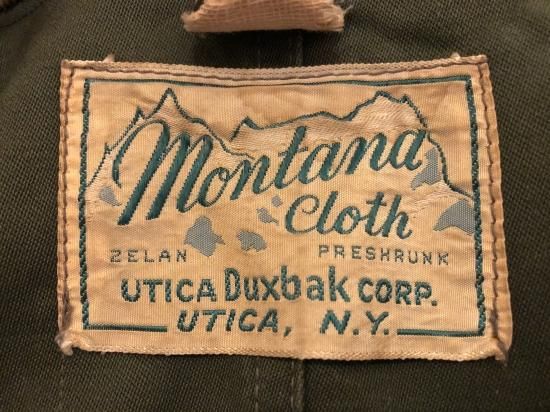 Montana
Cloth
ZELAN PRESHRUNK
UTICA Duxbak CORP.
UTICA, N.Y.